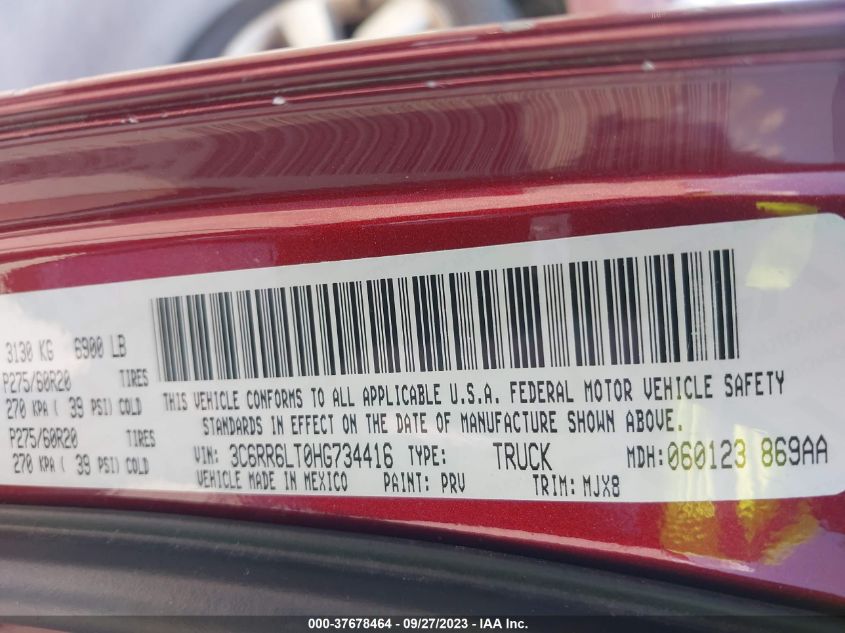 3130 KG 6900 LB
P275/60R20 TIRES
270 KPA ( 39 PSI) COLD
P275/60R20 TIRES
270 KPA ( 39 PSI) COLD
THIS VEHICLE CONFORMS TO ALL APPLICABLE U.S.A. FEDERAL MOTOR VEHICLE SAFETY
STANDARDS IN EFFECT ON THE DATE OF MANUFACTURE SHOWN ABOVE.
VIN: 3C6RR6LT0HG734416 TYPE: TRUCK MDH: 060123 869AA
VEHICLE MADE IN MEXICO PAINT: PRV TRIM: MJX8
000-37678464 - 09/27/2023 - IAA Inc.